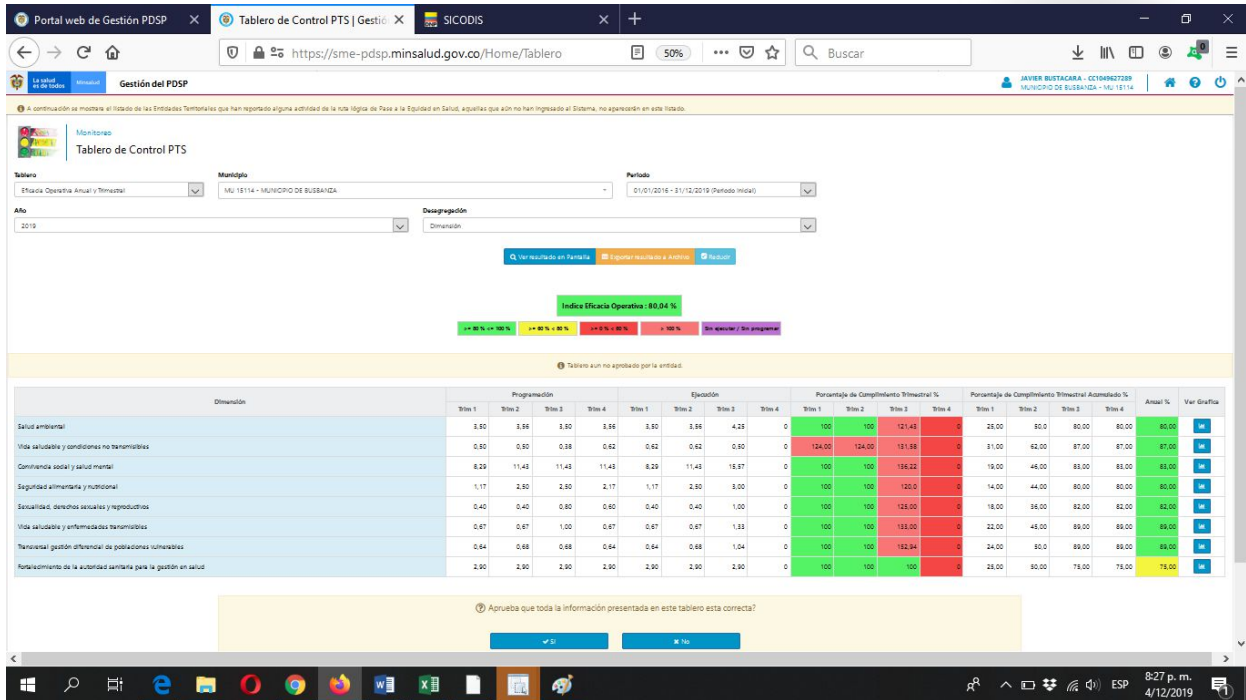 Portal web de Gestión PDSP
Tablero de Control PTS | Gestió
SICODIS
https://sme-pdsp.minsalud.gov.co/Home/Tablero
50%
Buscar
0
La salud es de todos
Minsalud
Gestión del PDSP
JAVIER BUSTACARA - CC1049627289
MUNICIPIO DE BUSBANZA - MU 15114
A continuación se mostrara el listado de las Entidades Territoriales que han reportado alguna actividad de la ruta lógica de Pase a la Equidad en Salud, aquellas que aún no han ingresado al Sistema, no aparecerán en este listado.
Monitoreo
Tablero de Control PTS
Tablero Municipio Periodo
Eficacia Operativa Anual y Trimestral MU 15114 - MUNICIPIO DE BUSBANZA 01/01/2016 - 31/12/2019 (Periodo Inicial)
Año Desagregación
2019 Dimensión
Ver resultado en Pantalla Exportar resultado a Archivo Reducir
Indice Eficacia Operativa : 80,04 %
>= 80 % <= 100 % >= 60 % < 80 % >= 0 % < 60 % > 100 % Sin ejecutar / Sin programar
Tablero aun no aprobado por la entidad.
Dimensión Programación Ejecución Porcentaje de Cumplimiento Trimestral % Porcentaje de Cumplimiento Trimestral Acumulado % Anual % Ver Grafica
Trim 1 Trim 2 Trim 3 Trim 4 Trim 1 Trim 2 Trim 3 Trim 4 Trim 1 Trim 2 Trim 3 Trim 4 Trim 1 Trim 2 Trim 3 Trim 4
Salud ambiental 3,50 3,56 3,50 3,56 3,50 3,56 4,25 0 100 100 121,43 0 25,00 50,0 80,00 80,00 80,00
Vida saludable y condiciones no transmisibles 0,50 0,50 0,38 0,62 0,62 0,62 0,50 0 124,00 124,00 131,58 0 31,00 62,00 87,00 87,00 87,00
Convivencia social y salud mental 8,29 11,43 11,43 11,43 8,29 11,43 15,57 0 100 100 136,22 0 19,00 46,00 83,00 83,00 83,00
Seguridad alimentaria y nutricional 1,17 2,50 2,50 2,17 1,17 2,50 3,00 0 100 100 120,0 0 14,00 44,00 80,00 80,00 80,00
Sexualidad, derechos sexuales y reproductivos 0,40 0,40 0,80 0,60 0,40 0,40 1,00 0 100 100 125,00 0 18,00 36,00 82,00 82,00 82,00
Vida saludable y enfermedades transmisibles 0,67 0,67 1,00 0,67 0,67 0,67 1,33 0 100 100 133,00 0 22,00 45,00 89,00 89,00 89,00
Transversal gestión diferencial de poblaciones vulnerables 0,64 0,68 0,68 0,64 0,64 0,68 1,04 0 100 100 152,94 0 24,00 50,0 89,00 89,00 89,00
Fortalecimiento de la autoridad sanitaria para la gestión en salud 2,90 2,90 2,90 2,90 2,90 2,90 2,90 0 100 100 100 0 25,00 50,00 75,00 75,00 75,00
Aprueba que toda la información presentada en este tablero esta correcta?
Si No
ESP
8:27 p. m.
4/12/2019